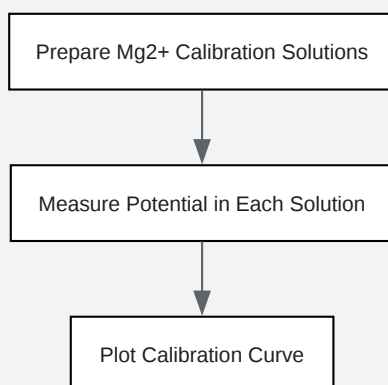 Prepare Mg2+ Calibration Solutions
Measure Potential in Each Solution
Plot Calibration Curve